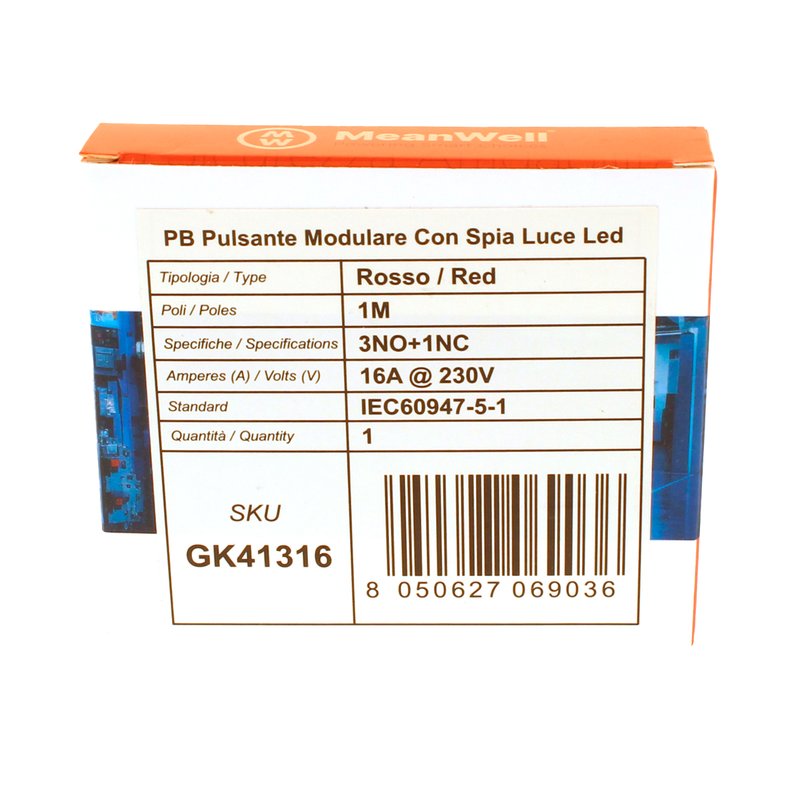 MW MeanWell
PB Pulsante Modulare Con Spia Luce Led
Tipologia / Type Rosso / Red
Poli / Poles 1M
Specifiche / Specifications 3NO+1NC
Amperes (A) / Volts (V) 16A @ 230V
Standard IEC60947-5-1
Quantità / Quantity 1
SKU
GK41316
8 050627 069036